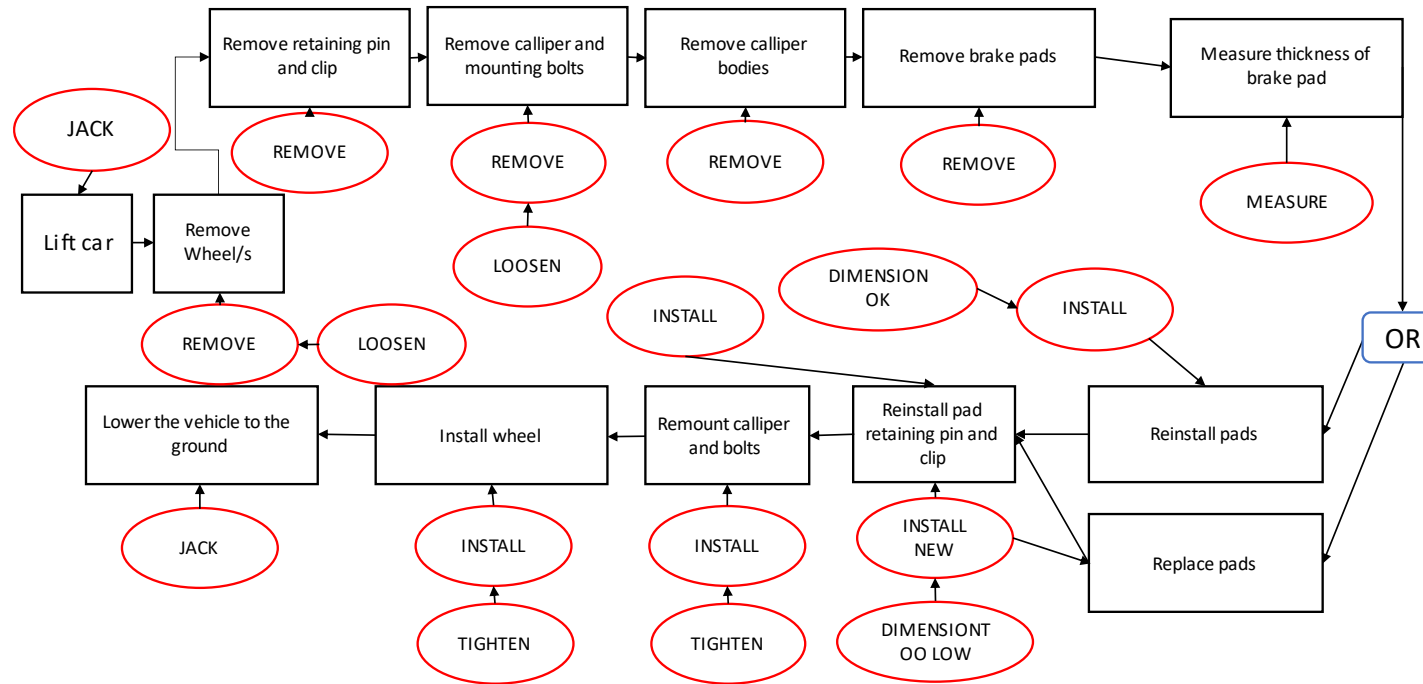 Remove retaining pin
and clip
Remove calliper and
mounting bolts
Remove calliper
bodies
Remove brake pads
Measure thickness of
brake pad
JACK
REMOVE
REMOVE
REMOVE
REMOVE
MEASURE
Lift car
Remove
Wheel/s
LOOSEN
DIMENSION
OK
INSTALL
INSTALL
REMOVE
LOOSEN
OR
Lower the vehicle to the
ground
Install wheel
Remount calliper
and bolts
Reinstall pad
retaining pin and
clip
Reinstall pads
JACK
INSTALL
INSTALL
INSTALL
NEW
Replace pads
TIGHTEN
TIGHTEN
DIMENSIONT
OO LOW